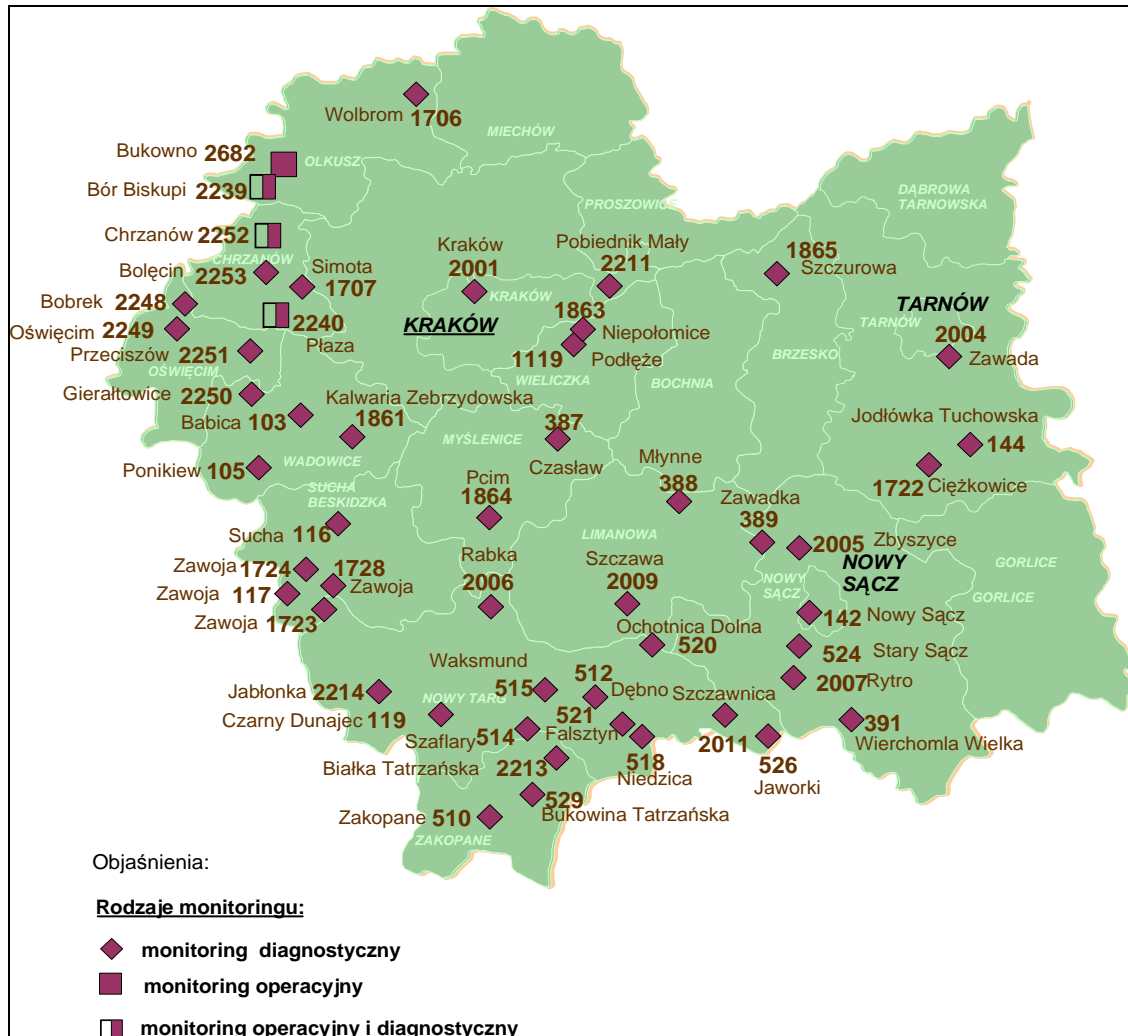 Wolbrom 1706
MIECHÓW
Bukowno 2682
OLKUSZ
Bór Biskupi 2239
DĄBROWA
TARNOWSKA
PROSZOWICE
Chrzanów 2252
CHRZANÓW
Kraków
2001
Pobiednik Mały
2211
1865
Szczurowa
Bolęcin 2253
Simota
1707
KRAKÓW
Bobrek 2248
KRAKÓW
1863
Niepołomice
TARNÓW
TARNÓW
Oświęcim 2249
2240
Płaza
2004
Zawada
Przeciszów 2251
OŚWIĘCIM
1119 Podłęże
WIELICZKA
BRZESKO
BOCHNIA
Gierałtowice 2250
Kalwaria Zebrzydowska
1861
Babica 103
387
Czasław
MYŚLENICE
Jodłówka Tuchowska
144
Ponikiew 105
WADOWICE
Młynne
388
1722 Ciężkowice
SUCHA
BESKIDZKA
Pcim
1864
Zawadka
389
Sucha 116
LIMANOWA
2005 Zbyszyce
NOWY
SĄCZ
Rabka
2006
Szczawa
2009
GORLICE
GORLICE
Zawoja 1724
1728
Zawoja
NOWY
SĄCZ
Zawoja 117
Zawoja 1723
142 Nowy Sącz
Ochotnica Dolna
520
524 Stary Sącz
Waksmund
515
512
Dębno
Szczawnica
2011
2007 Rytro
Jabłonka 2214
NOWY TARG
Czarny Dunajec 119
521
Falsztyn
391
Wierchomla Wielka
Szaflary 514
518
Niedzica
526
Jaworki
Białka Tatrzańska 2213
529
Bukowina Tatrzańska
Zakopane 510
ZAKOPANE
Objaśnienia:
Rodzaje monitoringu:
monitoring diagnostyczny
monitoring operacyjny
monitoring operacyjny i diagnostyczny